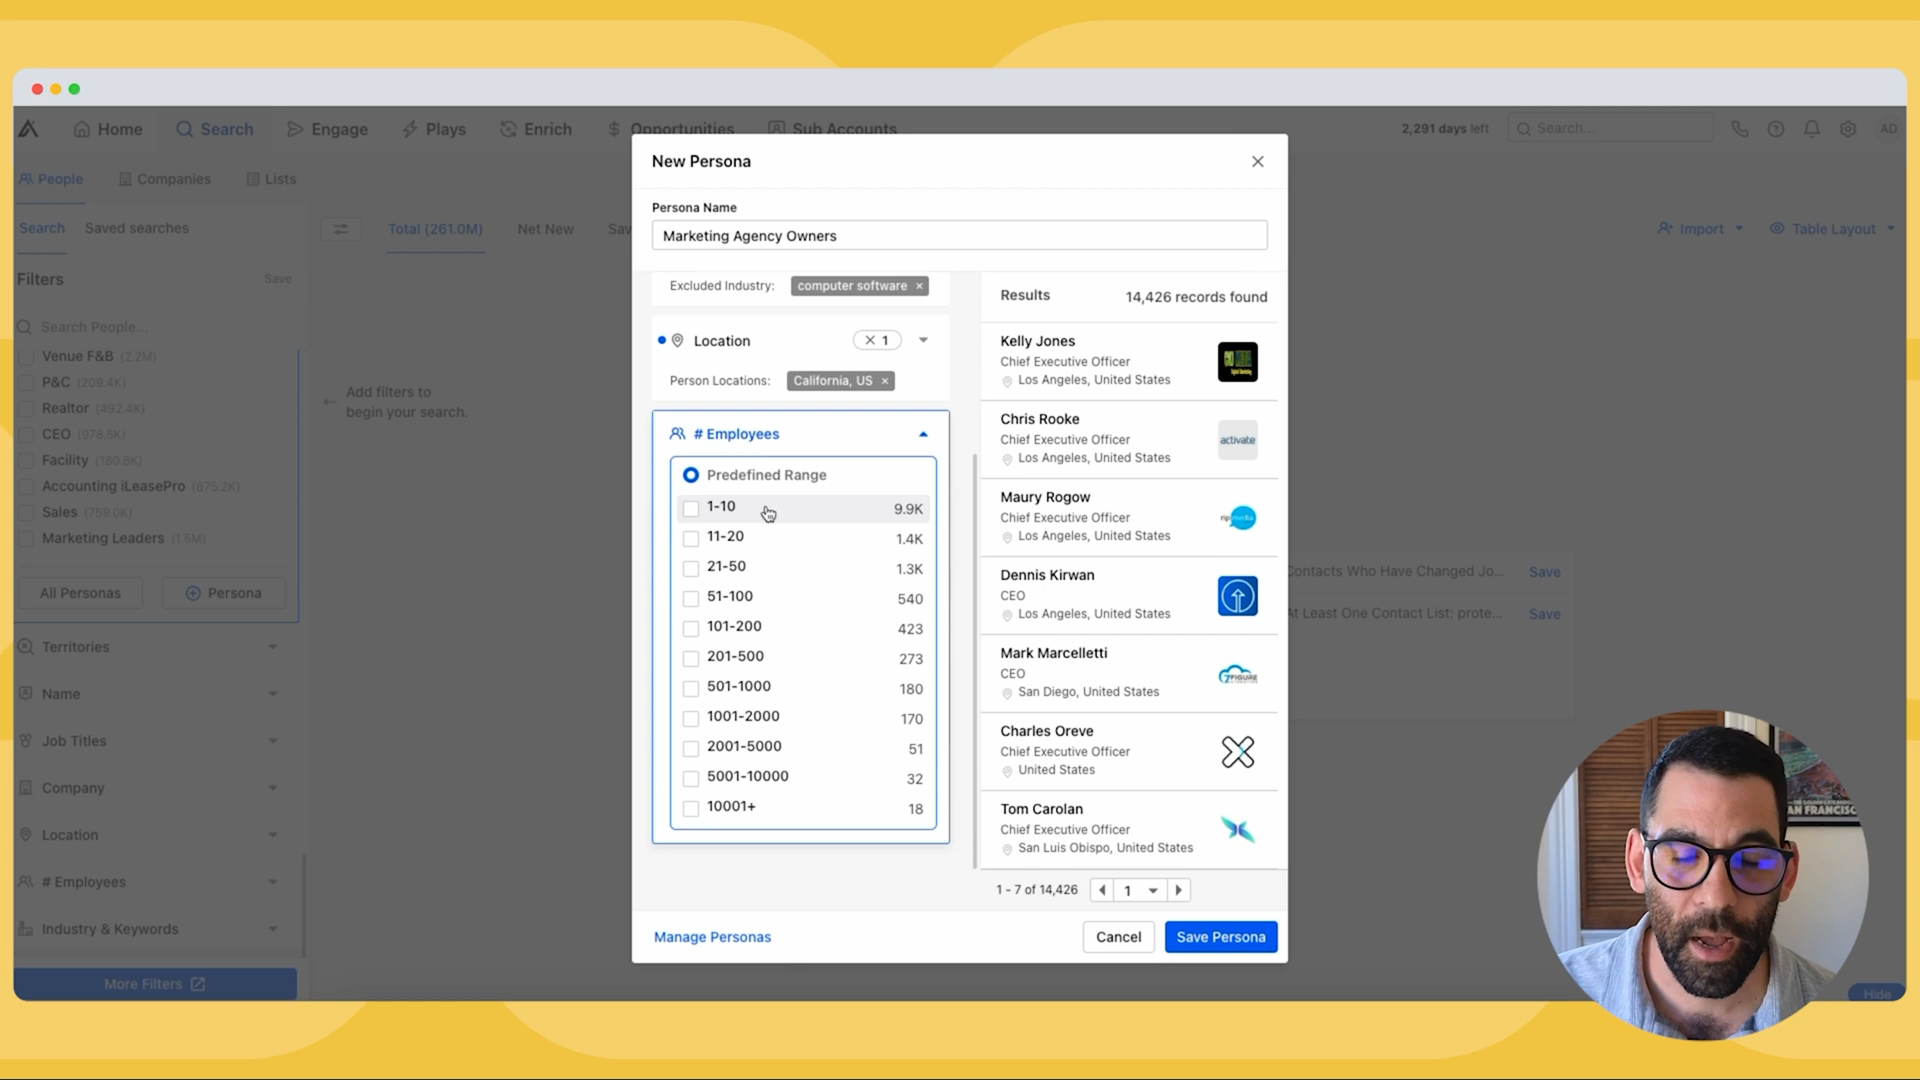 Home
Search
Engage
Plays
Enrich
Opportunities
Sub Accounts
2,291 days left
Search...
AD
People
Companies
Lists
Search
Saved searches
Total (261.0M)
Net New
Sav
Import
Table Layout
Filters
Save
Search People...
Venue F&B (2.2M)
P&C (209.4K)
Realtor (492.4K)
CEO (978.5K)
Facility (160.8K)
Accounting iLeasePro (675.2K)
Sales (759.0K)
Marketing Leaders (1.5M)
All Personas
Persona
Territories
Name
Job Titles
Company
Location
# Employees
Industry & Keywords
More Filters
Add filters to
begin your search.
New Persona
Persona Name
Marketing Agency Owners
Excluded Industry: computer software
Location
1
Person Locations: California, US
# Employees
Predefined Range
1-10 9.9K
11-20 1.4K
21-50 1.3K
51-100 540
101-200 423
201-500 273
501-1000 180
1001-2000 170
2001-5000 51
5001-10000 32
10001+ 18
Results 14,426 records found
Kelly Jones
Chief Executive Officer
Los Angeles, United States
Chris Rooke
Chief Executive Officer
Los Angeles, United States
activate
Maury Rogow
Chief Executive Officer
Los Angeles, United States
rip media
Dennis Kirwan
CEO
Los Angeles, United States
Mark Marcelletti
CEO
San Diego, United States
7FIGURE
Charles Oreve
Chief Executive Officer
United States
Tom Carolan
Chief Executive Officer
San Luis Obispo, United States
1 - 7 of 14,426
1
Manage Personas
Cancel
Save Persona
Contacts Who Have Changed Jo... Save
At Least One Contact List: prote... Save
AN FRANCISC
Hide